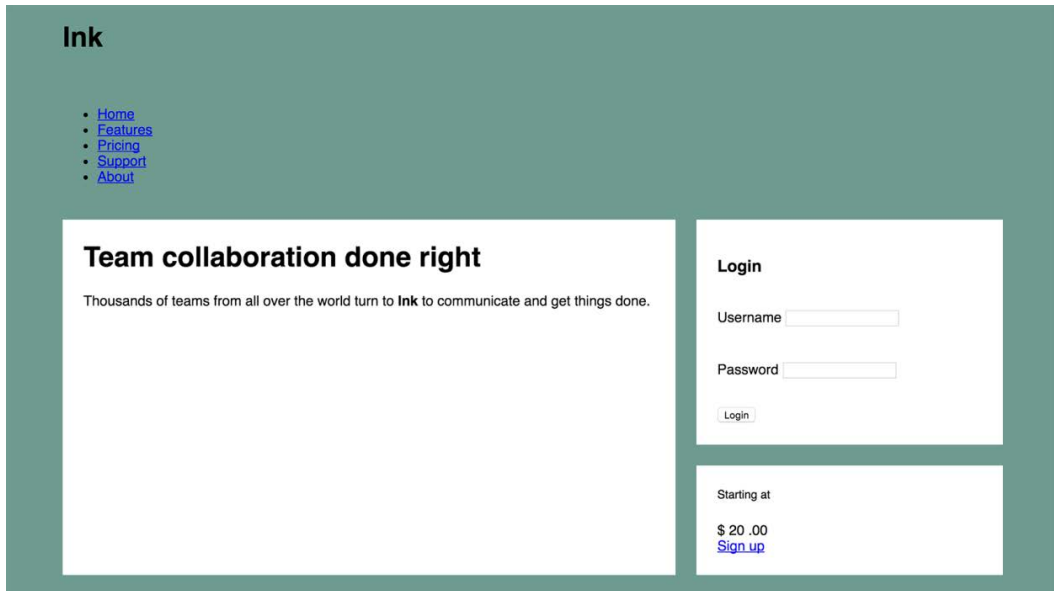 Ink
Home
Features
Pricing
Support
About
Team collaboration done right
Thousands of teams from all over the world turn to Ink to communicate and get things done.
Login
Username
Password
Login
Starting at
$ 20 .00
Sign up